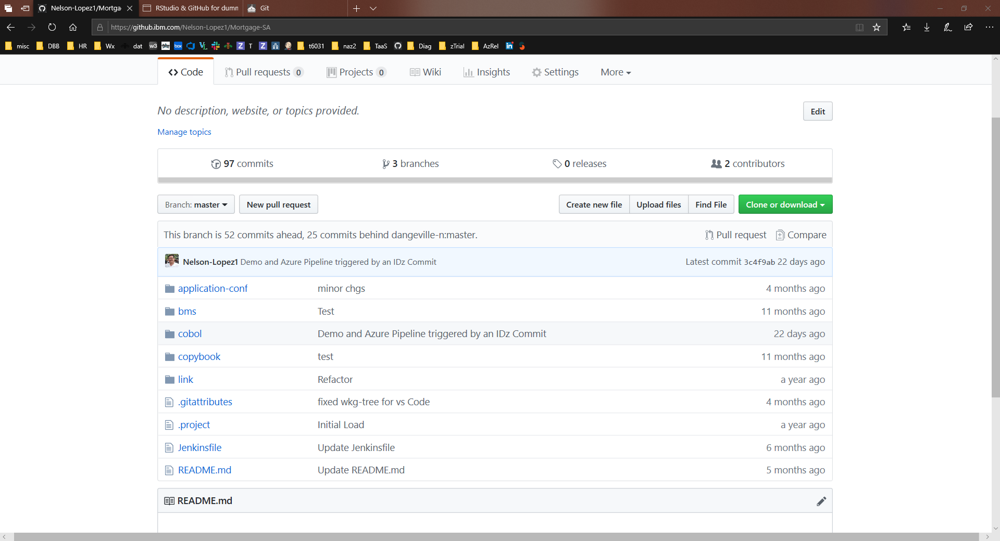 Nelson-Lopez1/Mortga
RStudio & GitHub for dumm
Git
https://github.ibm.com/Nelson-Lopez1/Mortgage-SA
misc DBB HR Wx dat w3 box VL Z T Z t6031 naz2 TaaS Diag zTrial AzRel in
Code Pull requests 0 Projects 0 Wiki Insights Settings More
No description, website, or topics provided. Edit
Manage topics
97 commits 3 branches 0 releases 2 contributors
Branch: master New pull request Create new file Upload files Find File Clone or download
This branch is 52 commits ahead, 25 commits behind dangeville-n:master. Pull request Compare
Nelson-Lopez1 Demo and Azure Pipeline triggered by an IDz Commit Latest commit 3c4f9ab 22 days ago
application-conf minor chgs 4 months ago
bms Test 11 months ago
cobol Demo and Azure Pipeline triggered by an IDz Commit 22 days ago
copybook test 11 months ago
link Refactor a year ago
.gitattributes fixed wkg-tree for vs Code 4 months ago
.project Initial Load a year ago
Jenkinsfile Update Jenkinsfile 6 months ago
README.md Update README.md 5 months ago
README.md